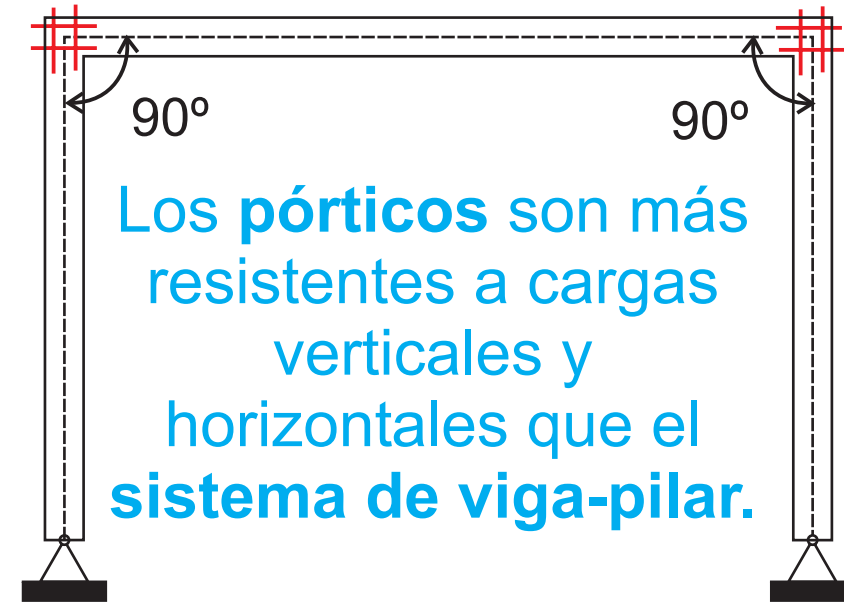 90º 90º
Los pórticos son más
resistentes a cargas
verticales y
horizontales que el
sistema de viga-pilar.